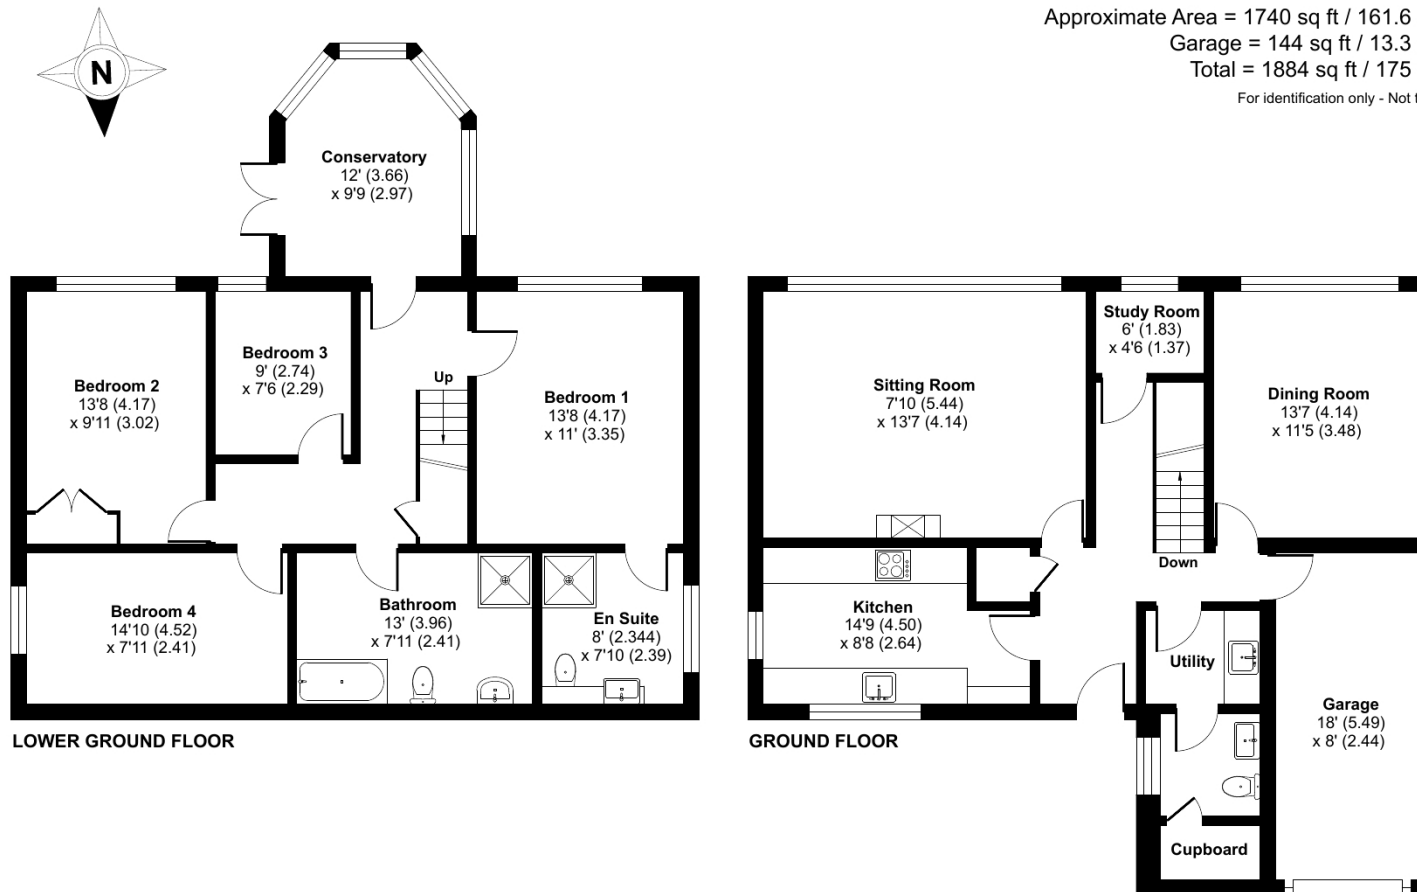 N
Approximate Area = 1740 sq ft / 161.6
Garage = 144 sq ft / 13.3
Total = 1884 sq ft / 175
For identification only - Not
Conservatory
12' (3.66)
x 9'9 (2.97)
Bedroom 2
13'8 (4.17)
x 9'11 (3.02)
Bedroom 3
9' (2.74)
x 7'6 (2.29)
Up
Bedroom 1
13'8 (4.17)
x 11' (3.35)
Bedroom 4
14'10 (4.52)
x 7'11 (2.41)
Bathroom
13' (3.96)
x 7'11 (2.41)
En Suite
8' (2.344)
x 7'10 (2.39)
LOWER GROUND FLOOR
Sitting Room
7'10 (5.44)
x 13'7 (4.14)
Study Room
6' (1.83)
x 4'6 (1.37)
Dining Room
13'7 (4.14)
x 11'5 (3.48)
Down
Kitchen
14'9 (4.50)
x 8'8 (2.64)
Utility
Garage
18' (5.49)
x 8' (2.44)
Cupboard
GROUND FLOOR